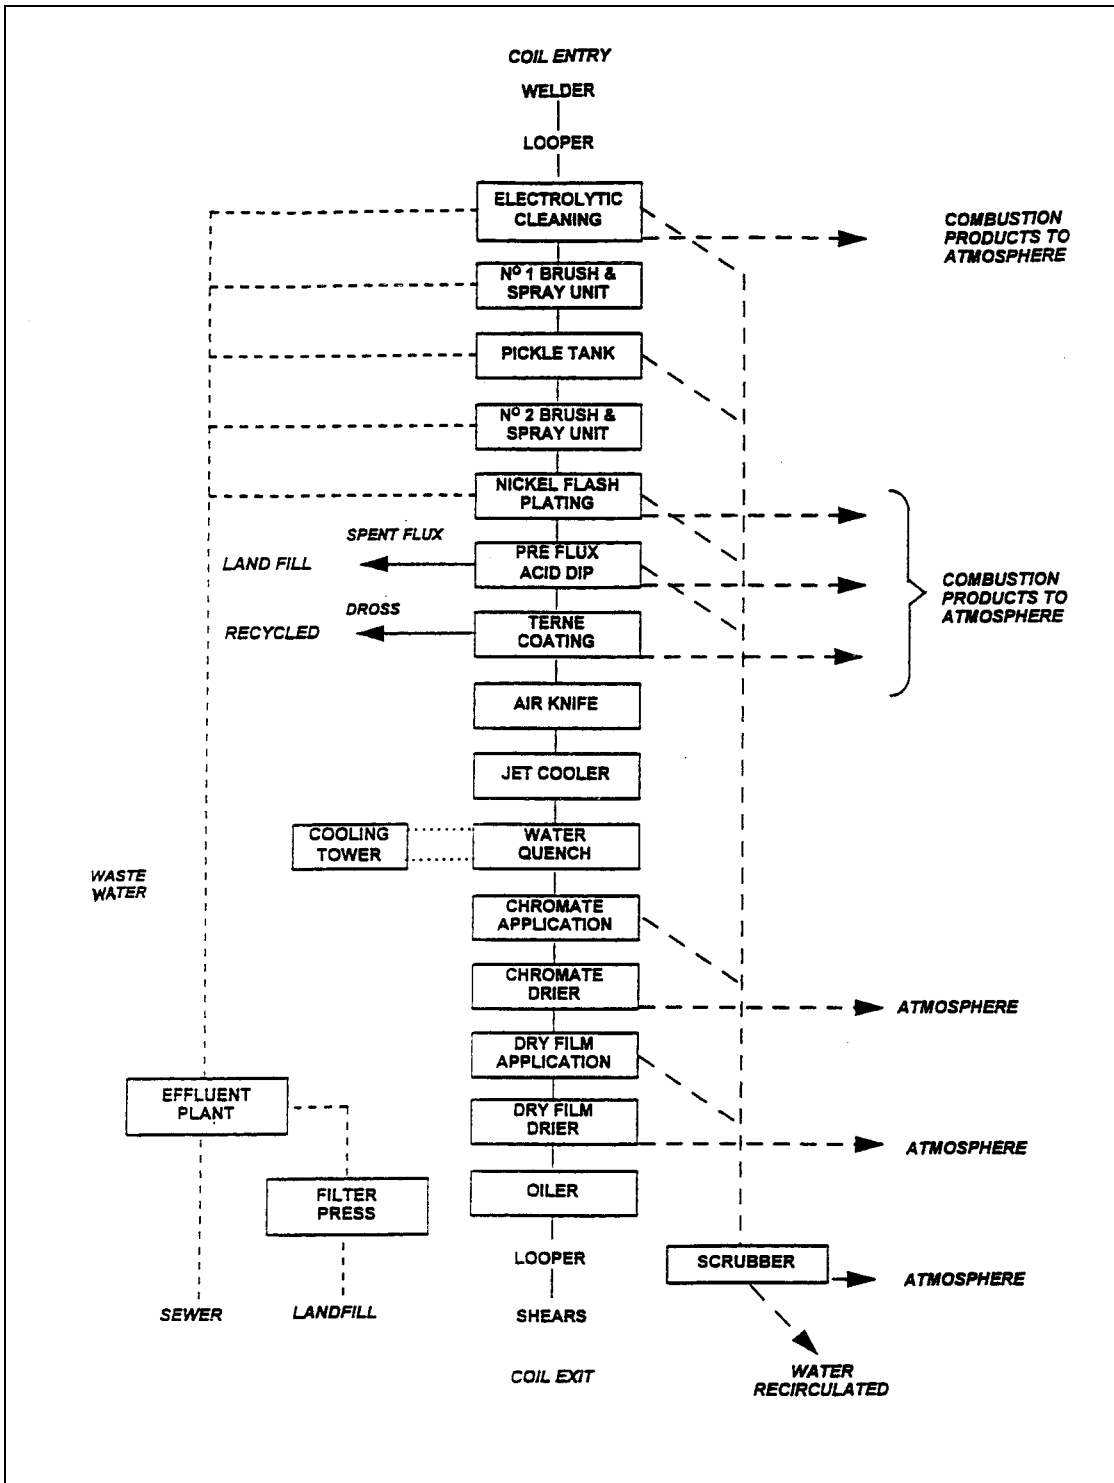 COIL ENTRY
WELDER
LOOPER
ELECTROLYTIC
CLEANING
COMBUSTION
PRODUCTS TO
ATMOSPHERE
Nº 1 BRUSH &
SPRAY UNIT
PICKLE TANK
Nº 2 BRUSH &
SPRAY UNIT
NICKEL FLASH
PLATING
SPENT FLUX
LAND FILL
PRE FLUX
ACID DIP
COMBUSTION
PRODUCTS TO
ATMOSPHERE
DROSS
RECYCLED
TERNE
COATING
AIR KNIFE
JET COOLER
COOLING
TOWER
WATER
QUENCH
WASTE
WATER
CHROMATE
APPLICATION
CHROMATE
DRIER
ATMOSPHERE
DRY FILM
APPLICATION
EFFLUENT
PLANT
DRY FILM
DRIER
ATMOSPHERE
FILTER
PRESS
OILER
LOOPER
SCRUBBER
ATMOSPHERE
SEWER
LANDFILL
SHEARS
COIL EXIT
WATER
RECIRCULATED